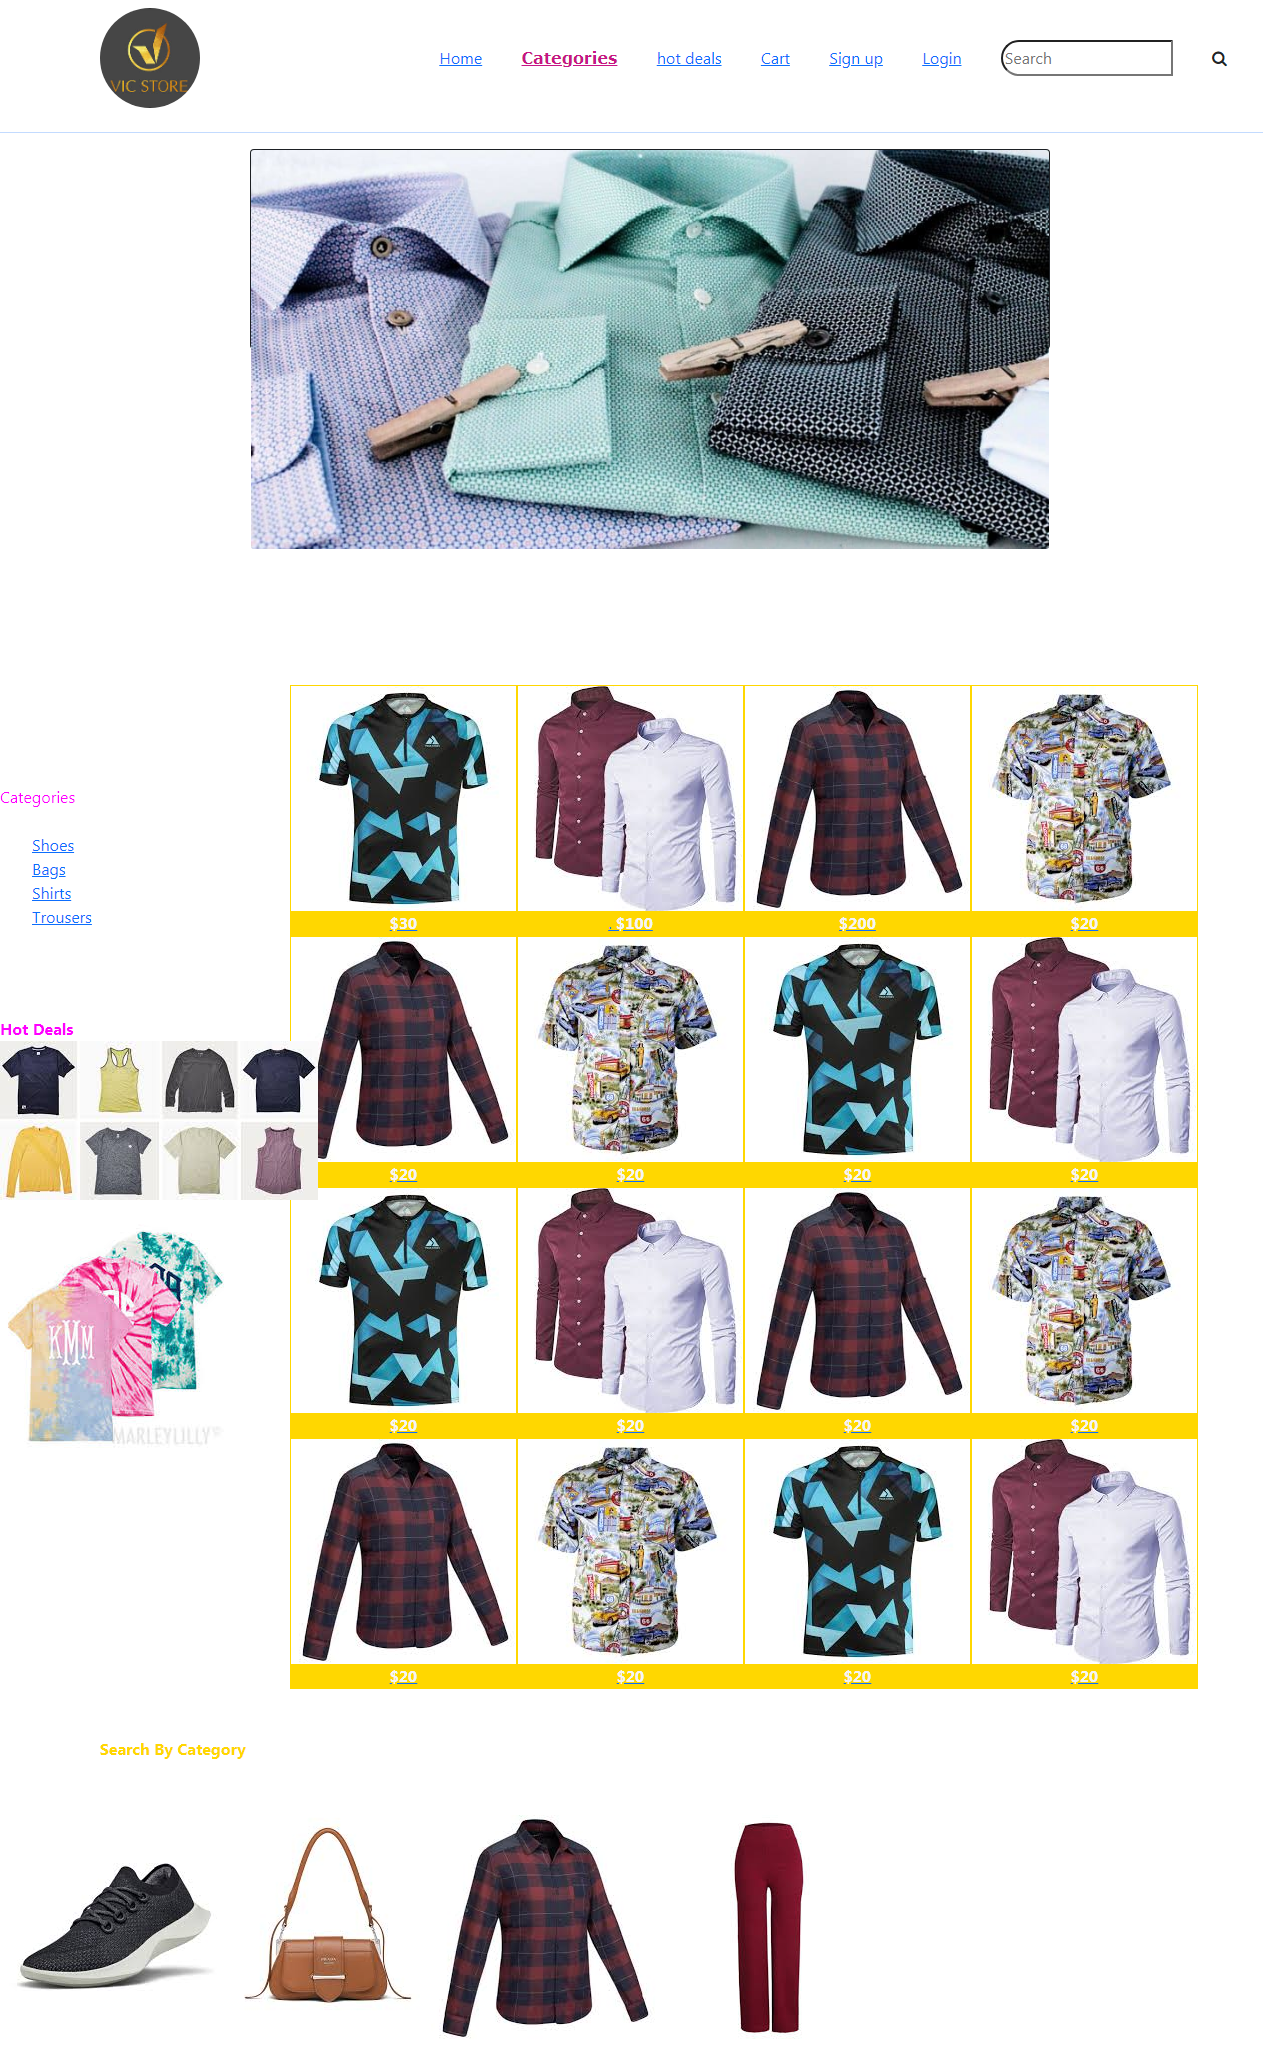 VIC STORE
Home Categories hot deals Cart Sign up Login Search
Categories
Shoes
Bags
Shirts
Trousers
$30 . $100 $200 $20
Hot Deals
$20 $20 $20 $20
KMM
MARLEYLILLY
$20 $20 $20 $20
$20 $20 $20 $20
Search By Category
PRADA